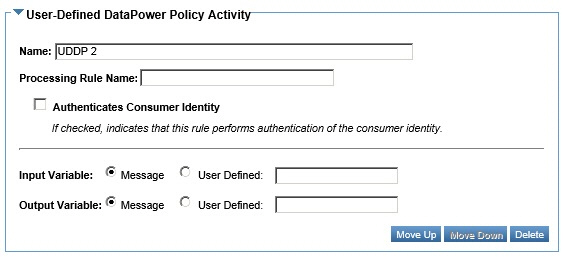 User-Defined DataPower Policy Activity
Name: UDDP 2
Processing Rule Name:
Authenticates Consumer Identity
If checked, indicates that this rule performs authentication of the consumer identity.
Input Variable: Message User Defined:
Output Variable: Message User Defined:
Move Up Move Down Delete